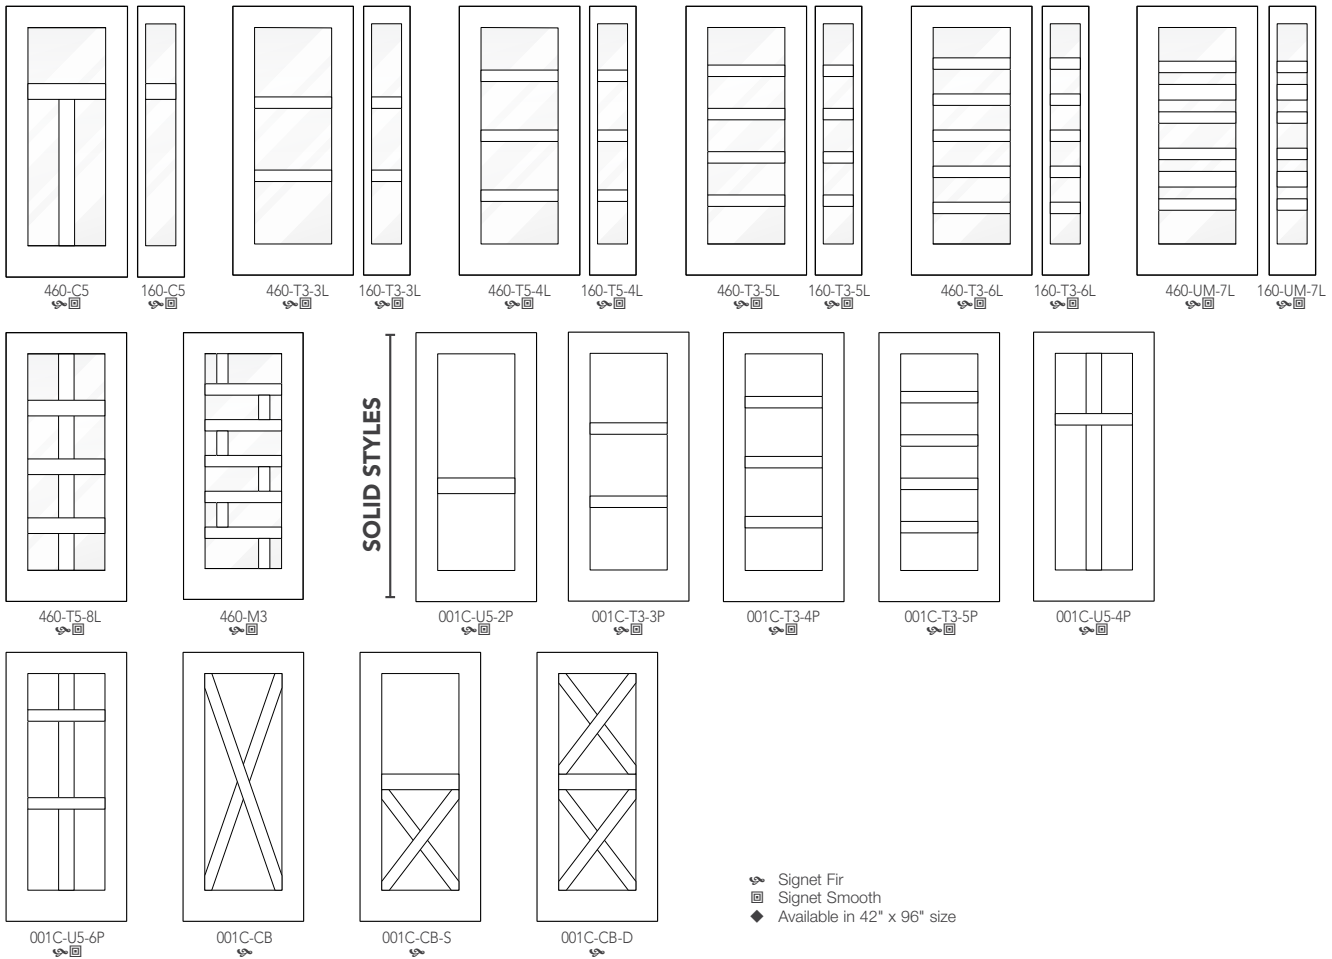 460-C5
160-C5
460-T3-3L
160-T3-3L
460-T5-4L
160-T5-4L
460-T3-5L
160-T3-5L
460-T3-6L
160-T3-6L
460-UM-7L
160-UM-7L
460-T5-8L
460-M3
SOLID STYLES
001C-U5-2P
001C-T3-3P
001C-T3-4P
001C-T3-5P
001C-U5-4P
001C-U5-6P
001C-CB
001C-CB-S
001C-CB-D
Signet Fir
Signet Smooth
Available in 42" x 96" size